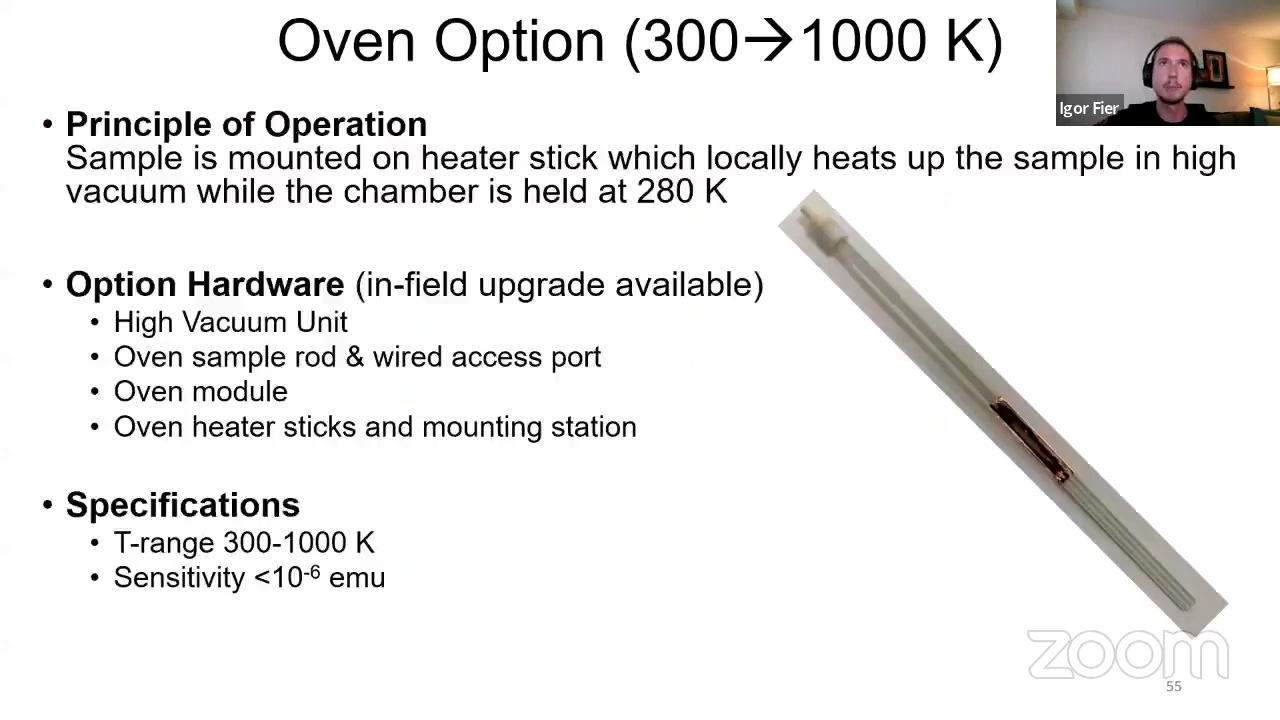 Oven Option (300→1000 K)
Igor Fier
• Principle of Operation
Sample is mounted on heater stick which locally heats up the sample in high
vacuum while the chamber is held at 280 K
• Option Hardware (in-field upgrade available)
• High Vacuum Unit
• Oven sample rod & wired access port
• Oven module
• Oven heater sticks and mounting station
• Specifications
• T-range 300-1000 K
• Sensitivity <10⁻⁶ emu
zoom
55